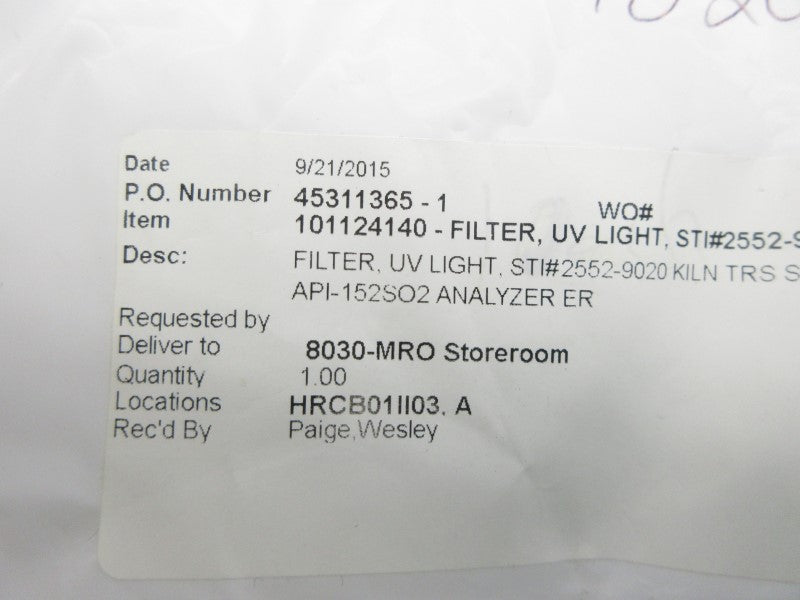 Date 9/21/2015
P.O. Number 45311365 - 1 WO#
Item 101124140 - FILTER, UV LIGHT, STI#2552-
Desc: FILTER, UV LIGHT, STI#2552-9020 KILN TRS S
API-152SO2 ANALYZER ER
Requested by
Deliver to 8030-MRO Storeroom
Quantity 1.00
Locations HRCB01II03, A
Rec'd By Paige,Wesley